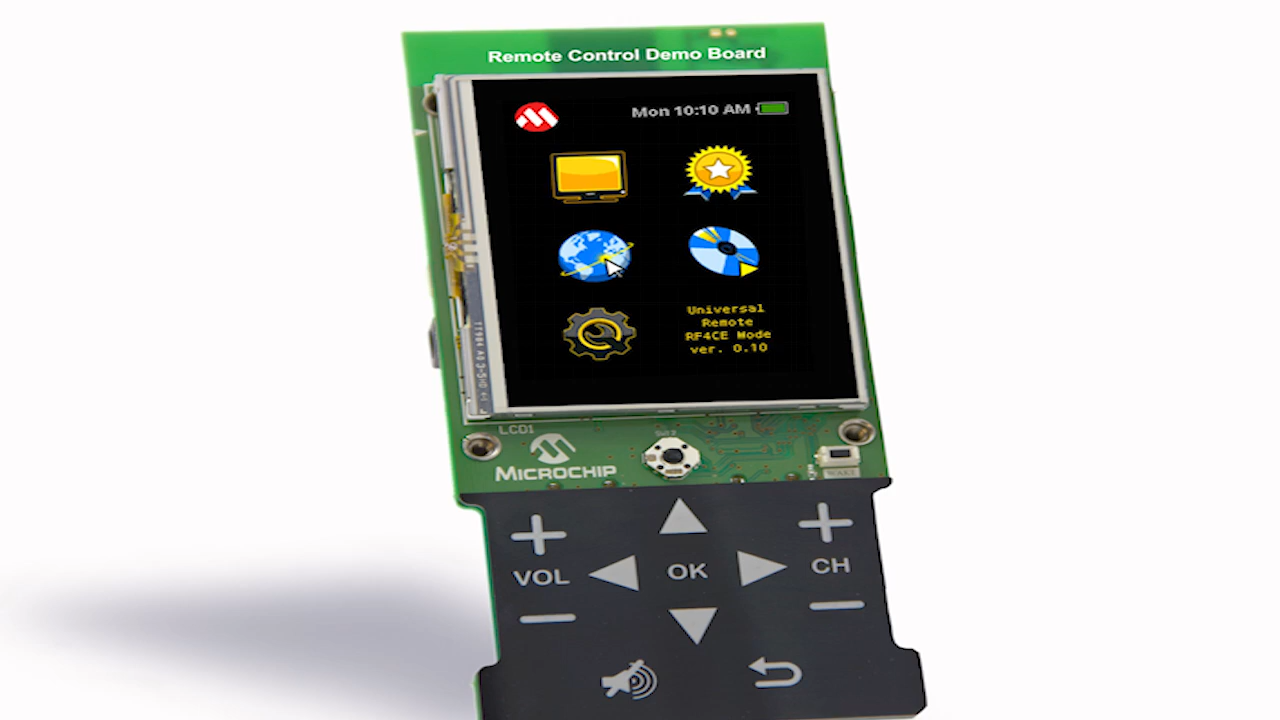 Remote Control Demo Board
Mon 10:10 AM
Universal
Remote
RF4CE Mode
ver. 0.10
LCD1
MICROCHIP
WAKE
VOL
OK
CH